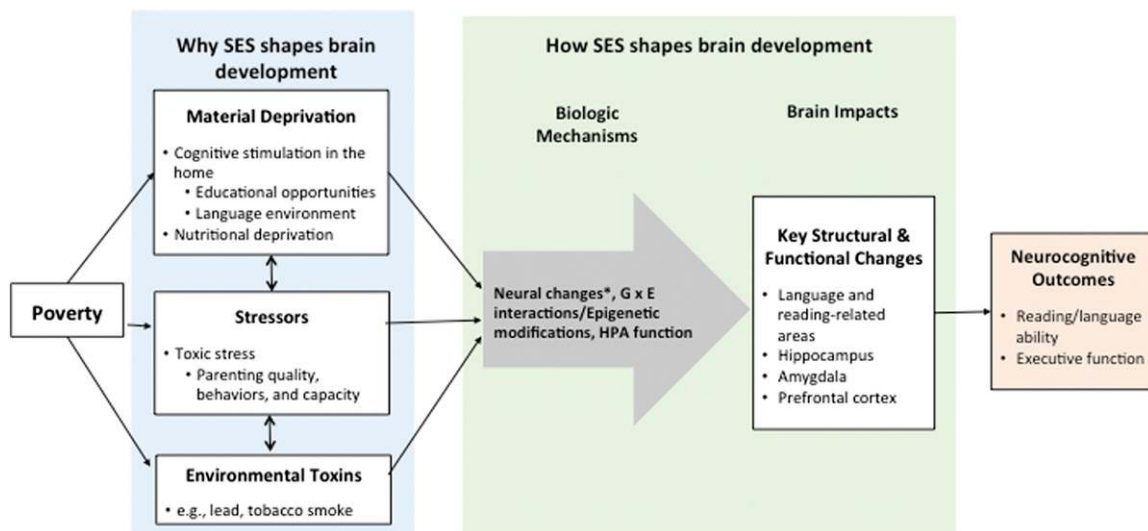 Why SES shapes brain
development
Material Deprivation
• Cognitive stimulation in the
home
• Educational opportunities
• Language environment
• Nutritional deprivation
Poverty
Stressors
• Toxic stress
• Parenting quality,
behaviors, and capacity
Environmental Toxins
• e.g., lead, tobacco smoke
How SES shapes brain development
Biologic
Mechanisms
Neural changes*, G x E
interactions/Epigenetic
modifications, HPA function
Brain Impacts
Key Structural &
Functional Changes
• Language and
reading-related
areas
• Hippocampus
• Amygdala
• Prefrontal cortex
Neurocognitive
Outcomes
• Reading/language
ability
• Executive function